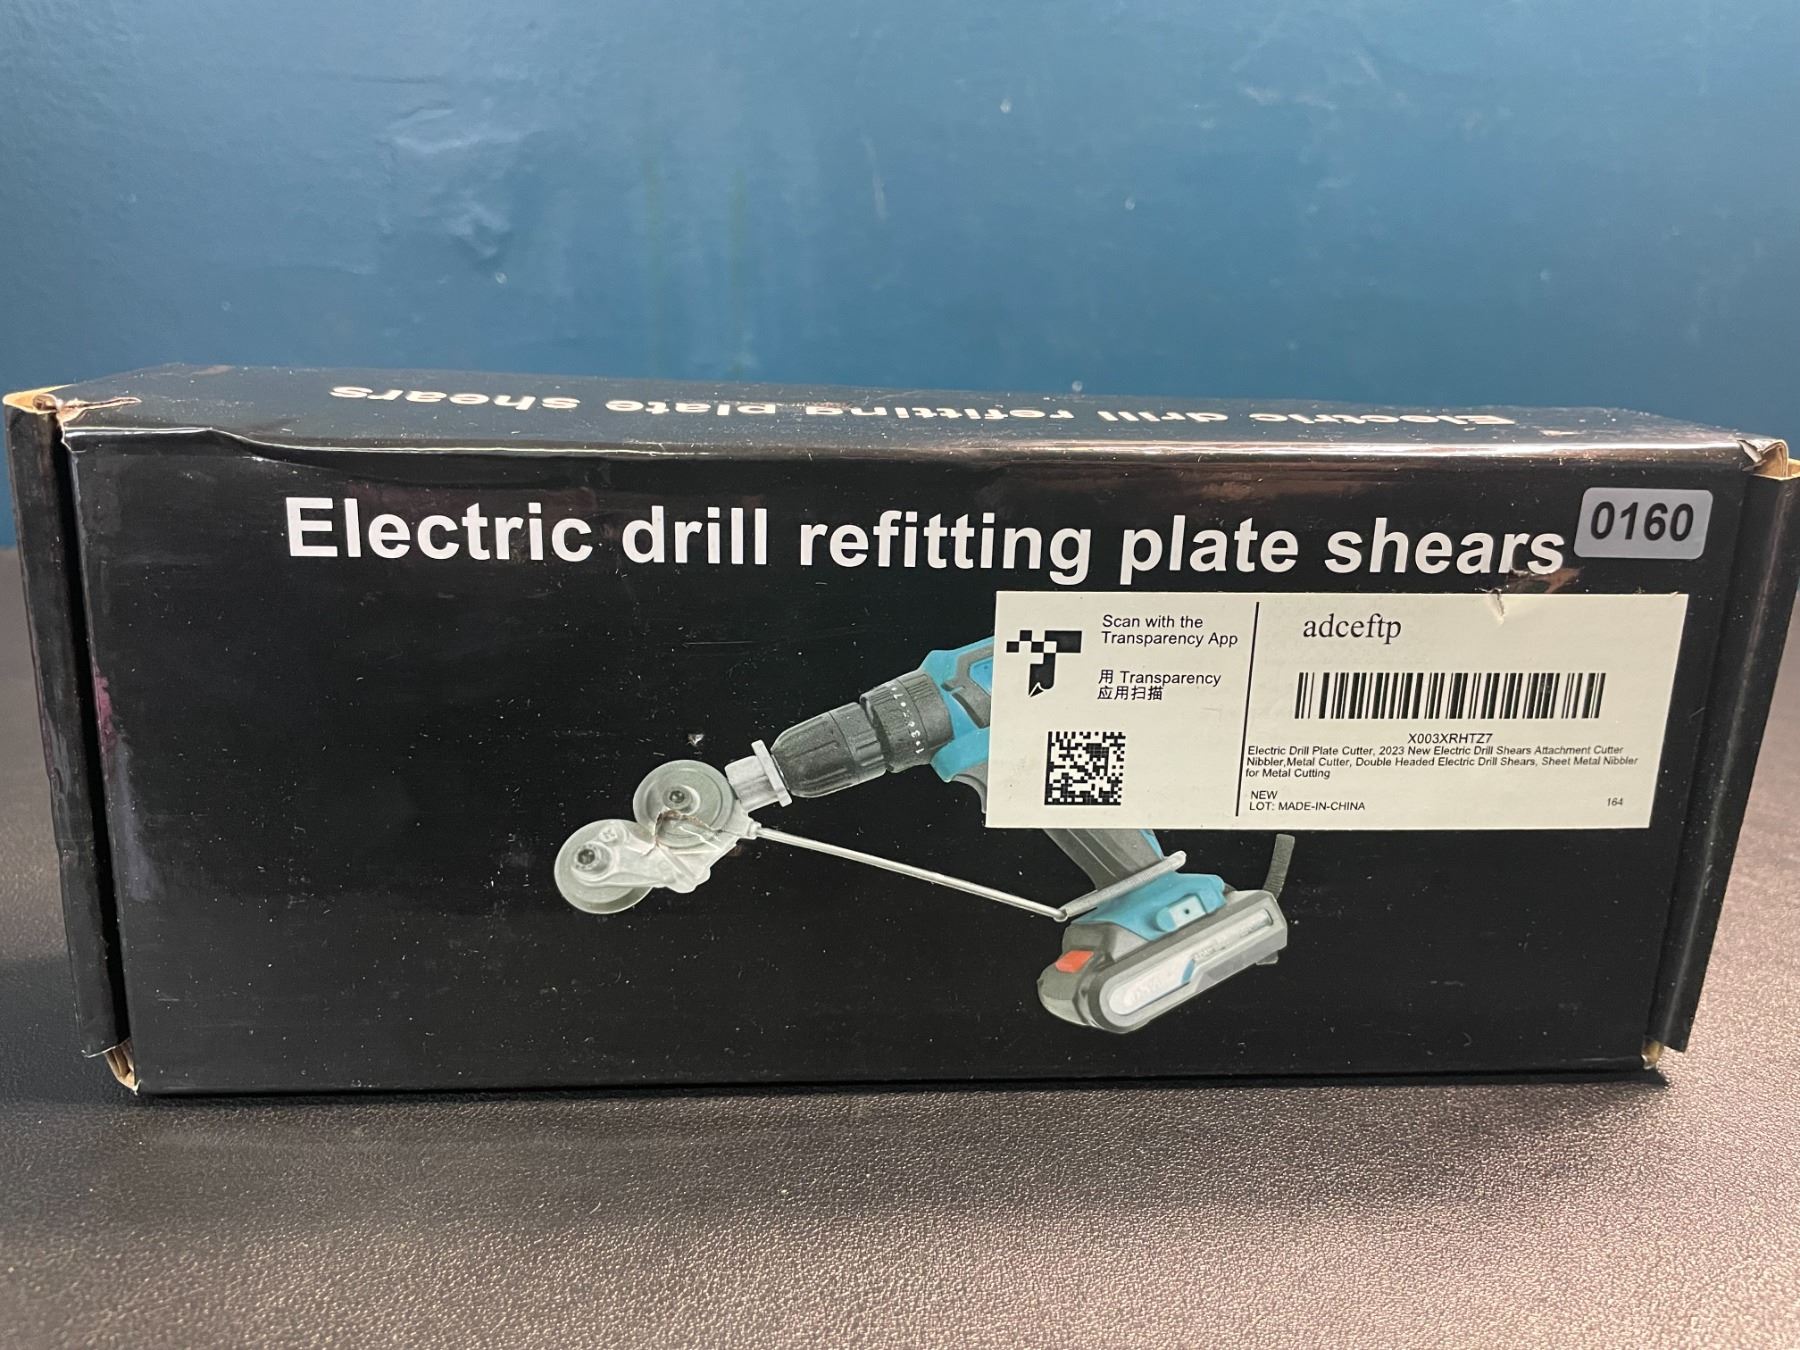 Electric drill refitting plate shears
Electric drill refitting plate shears
0160
Scan with the
Transparency App
用 Transparency
应用扫描
adceftp
X003XRHTZ7
Electric Drill Plate Cutter, 2023 New Electric Drill Shears Attachment Cutter
Nibbler,Metal Cutter, Double Headed Electric Drill Shears, Sheet Metal Nibbler
for Metal Cutting
NEW
LOT: MADE-IN-CHINA
164